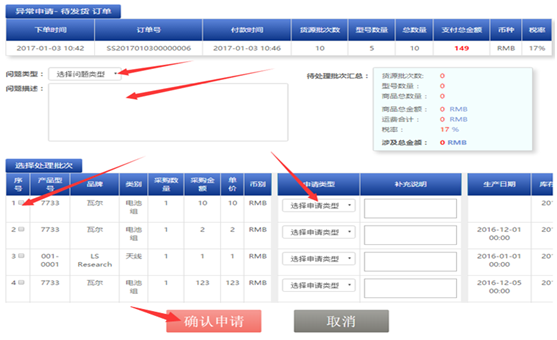 异常申请- 待发货 订单
下单时间 订单号 付款时间 货源批次数 型号数量 总数量 支付总金额 币种 税率
2017-01-03 10:42 SS2017010300000006 2017-01-03 10:46 10 5 10 149 RMB 17%
问题类型： 选择问题类型
问题描述：
待处理批次汇总：
货源批次数： 0
型号数量： 0
商品总数量： 0
商品总金额： 0 RMB
运费合计： 0 RMB
税率： 17 %
涉及总金额： 0 RMB
选择处理批次
序号 产品型号 品牌 类别 采购数量 采购金额 单价 币别 申请类型 补充说明 生产日期 库存
1 7733 瓦尔 电池组 1 10 10 RMB 选择申请类型 20
2 7733 瓦尔 电池组 1 2 2 RMB 选择申请类型 2016-12-01 00:00 20
3 001-0001 LS Research 天线 1 1 1 RMB 选择申请类型 2016-01-01 00:00 20
4 7733 瓦尔 电池组 1 123 123 RMB 选择申请类型 2016-12-05 00:00 20
确认申请 取消